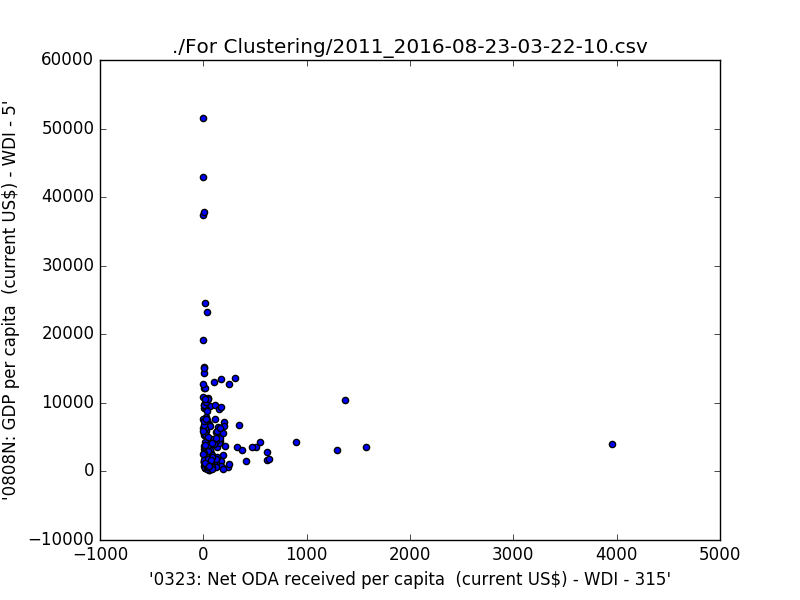 ./For Clustering/2011_2016-08-23-03-22-10.csv
60000
50000
40000
30000
20000
10000
0
−10000
'0808N: GDP per capita  (current US$) - WDI - 5'
−1000 0 1000 2000 3000 4000 5000
'0323: Net ODA received per capita  (current US$) - WDI - 315'